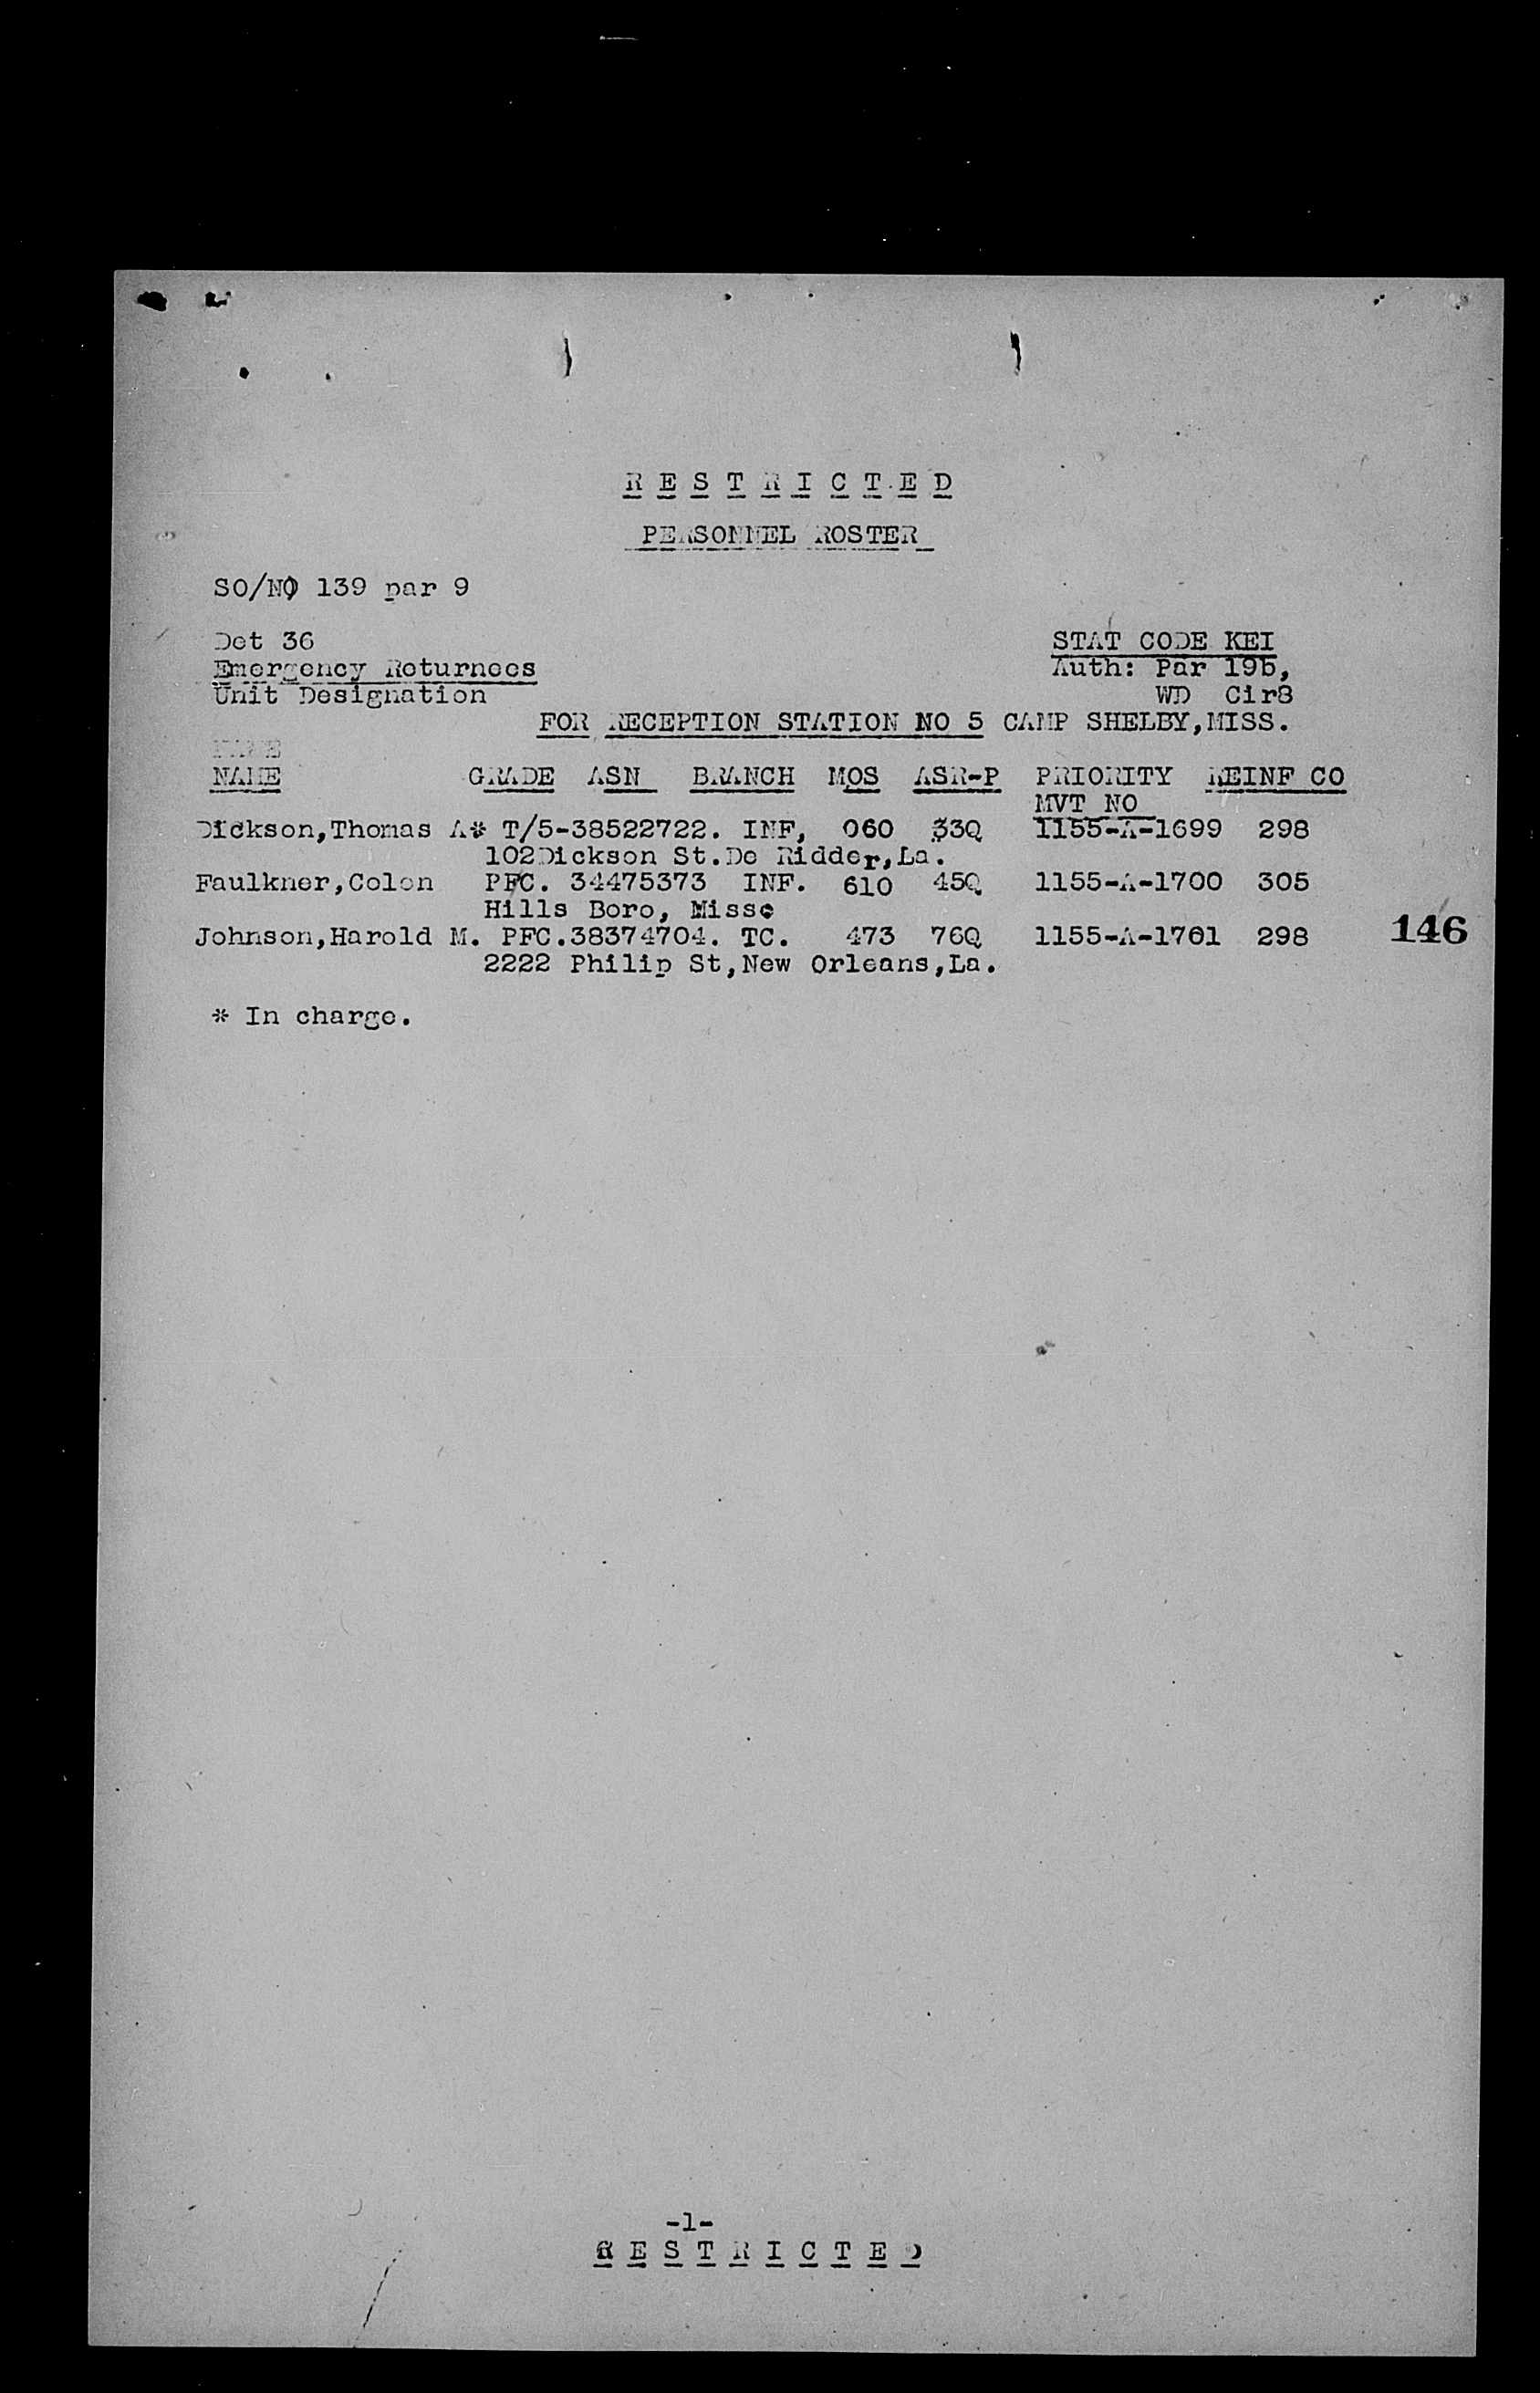 R E S T R I C T E D
PERSONNEL ROSTER
SO/NO 139 par 9
Det 36
STAT CODE KEI
Emergency Returnees
Auth: Par 19b,
Unit Designation
WD Cir8
FOR RECEPTION STATION NO 5 CAMP SHELBY,MISS.
NAME GRADE ASN BRANCH MOS ASR-P PRIORITY REINF CO
MVT NO
Dickson,Thomas A* T/5-38522722. INF, 060 33Q 1155-A-1699 298
102Dickson St.De Ridder,La.
Faulkner,Colon PFC. 34475373 INF. 610 45Q 1155-A-1700 305
Hills Boro, Miss
Johnson,Harold M. PFC.38374704. TC. 473 76Q 1155-A-1701 298
146
2222 Philip St,New Orleans,La.
* In charge.
-1-
R E S T R I C T E D